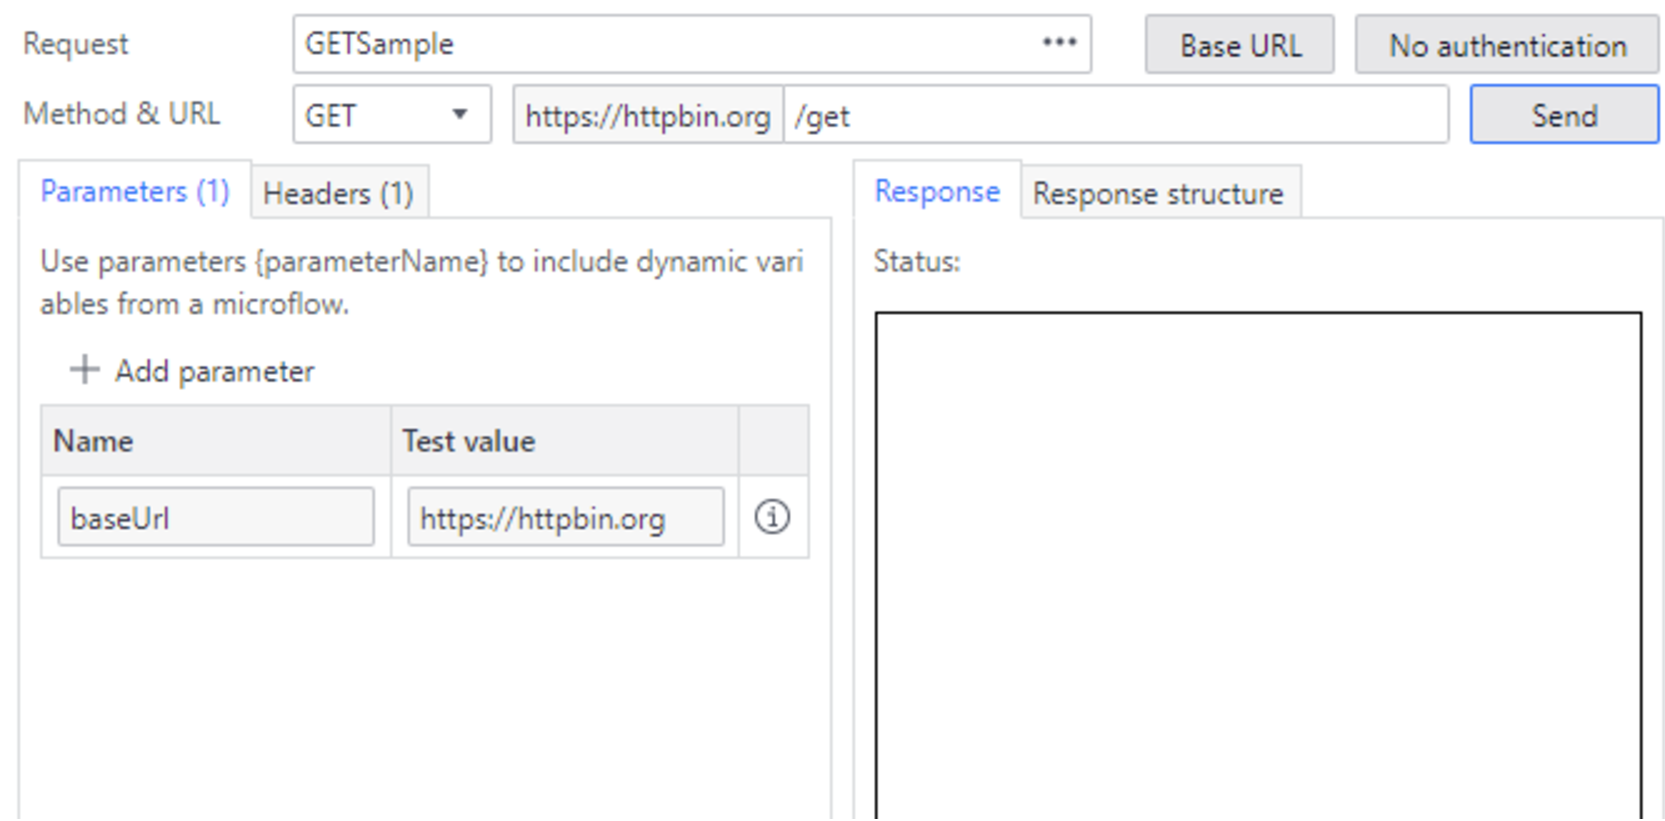 Request GETSample ••• Base URL No authentication
Method & URL GET https://httpbin.org /get Send
Parameters (1) Headers (1)
Use parameters {parameterName} to include dynamic vari
ables from a microflow.
+ Add parameter
Name Test value
baseUrl https://httpbin.org
Response Response structure
Status: